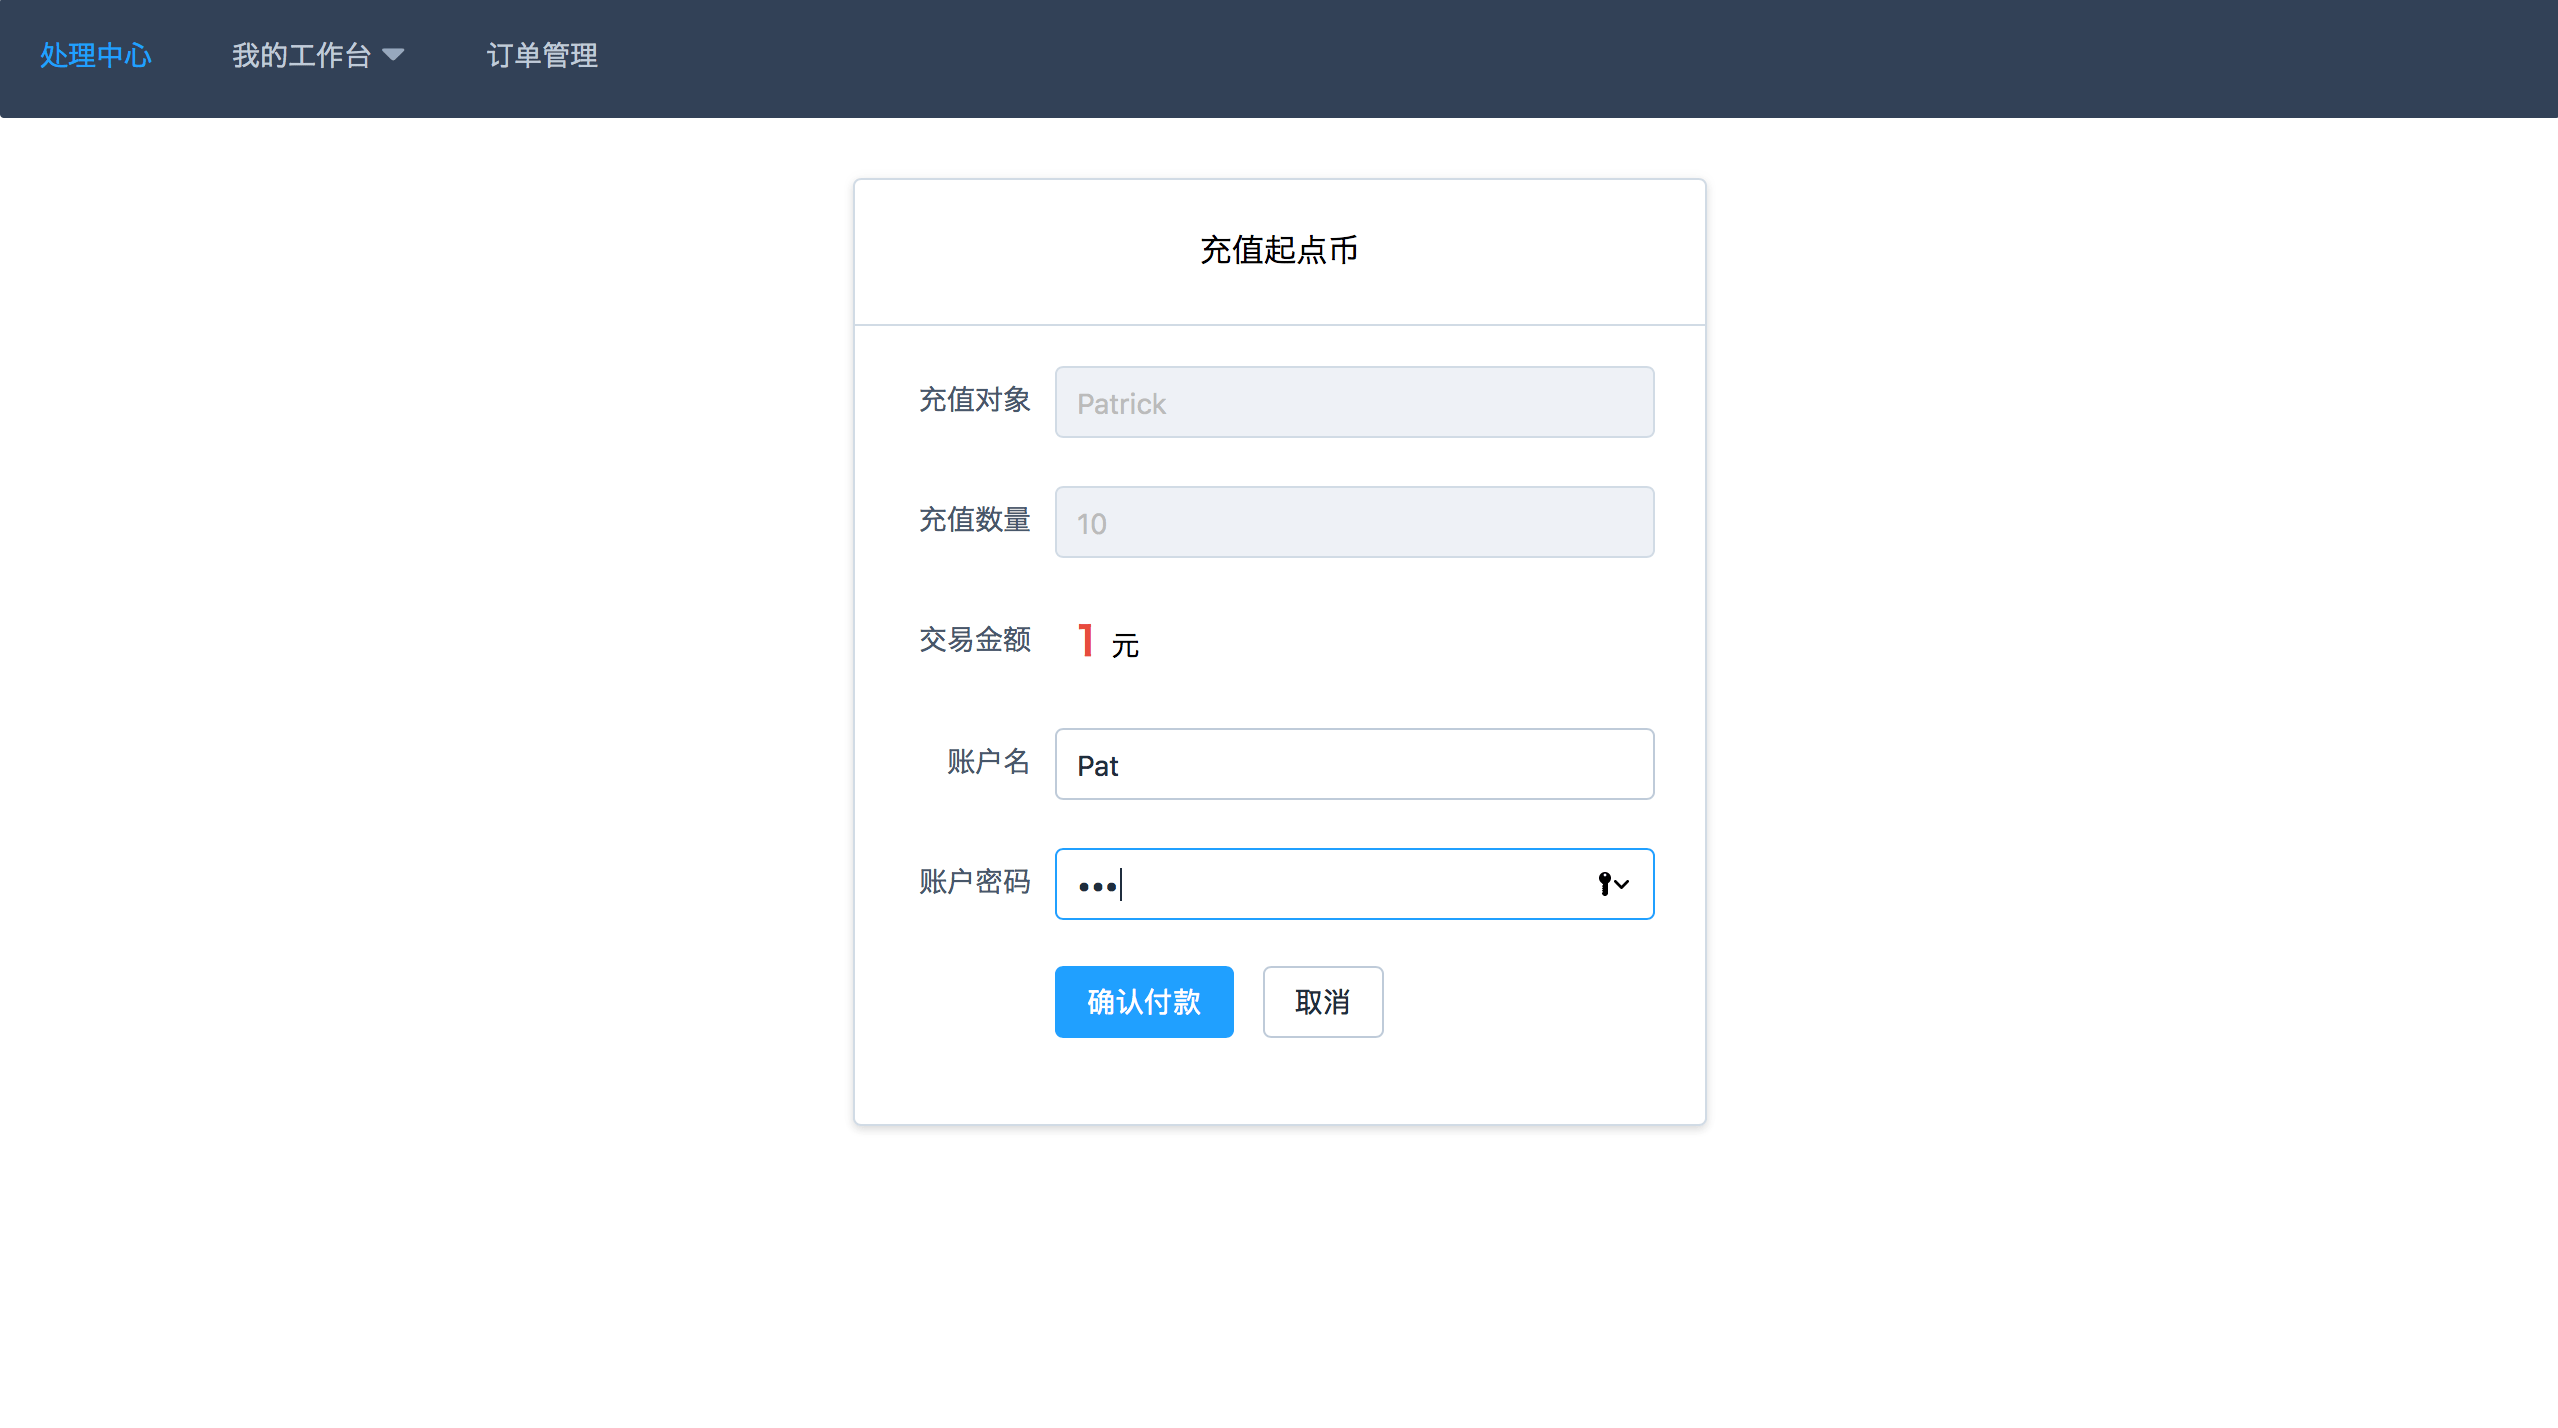 处理中心 我的工作台 订单管理
充值起点币
充值对象 Patrick
充值数量 10
交易金额 1 元
账户名 Pat
账户密码 •••
确认付款 取消